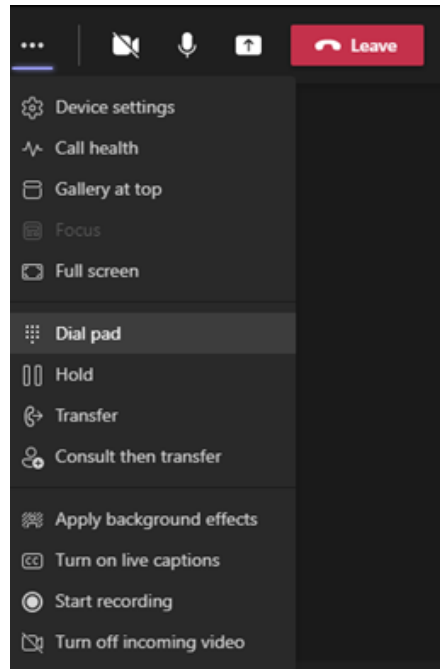 Leave
Device settings
Call health
Gallery at top
Focus
Full screen
Dial pad
Hold
Transfer
Consult then transfer
Apply background effects
CC Turn on live captions
Start recording
Turn off incoming video